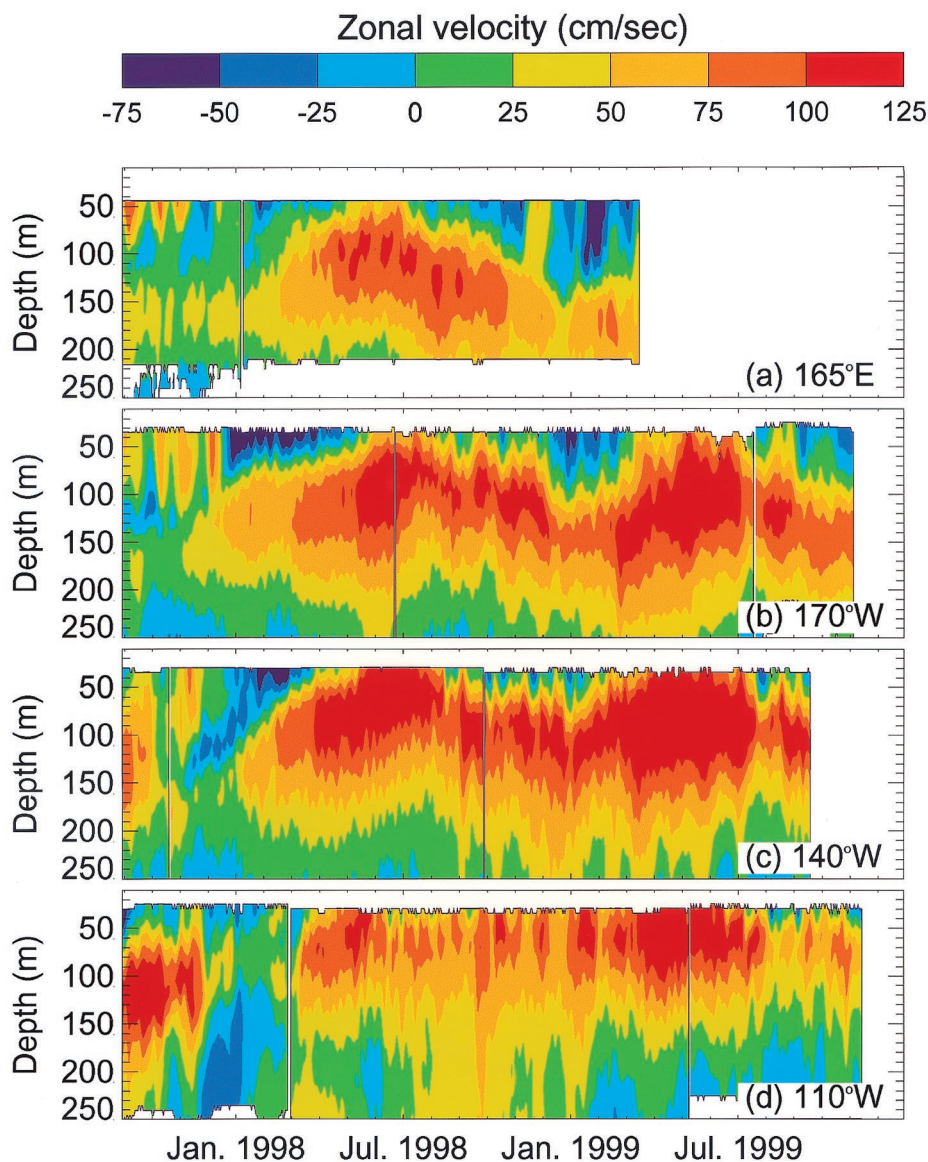 Zonal velocity (cm/sec)
-75 -50 -25 0 25 50 75 100 125
Depth (m)
50
100
150
200
250
(a) 165°E
Depth (m)
50
100
150
200
250
(b) 170°W
Depth (m)
50
100
150
200
250
(c) 140°W
Depth (m)
50
100
150
200
250
(d) 110°W
Jan. 1998 Jul. 1998 Jan. 1999 Jul. 1999